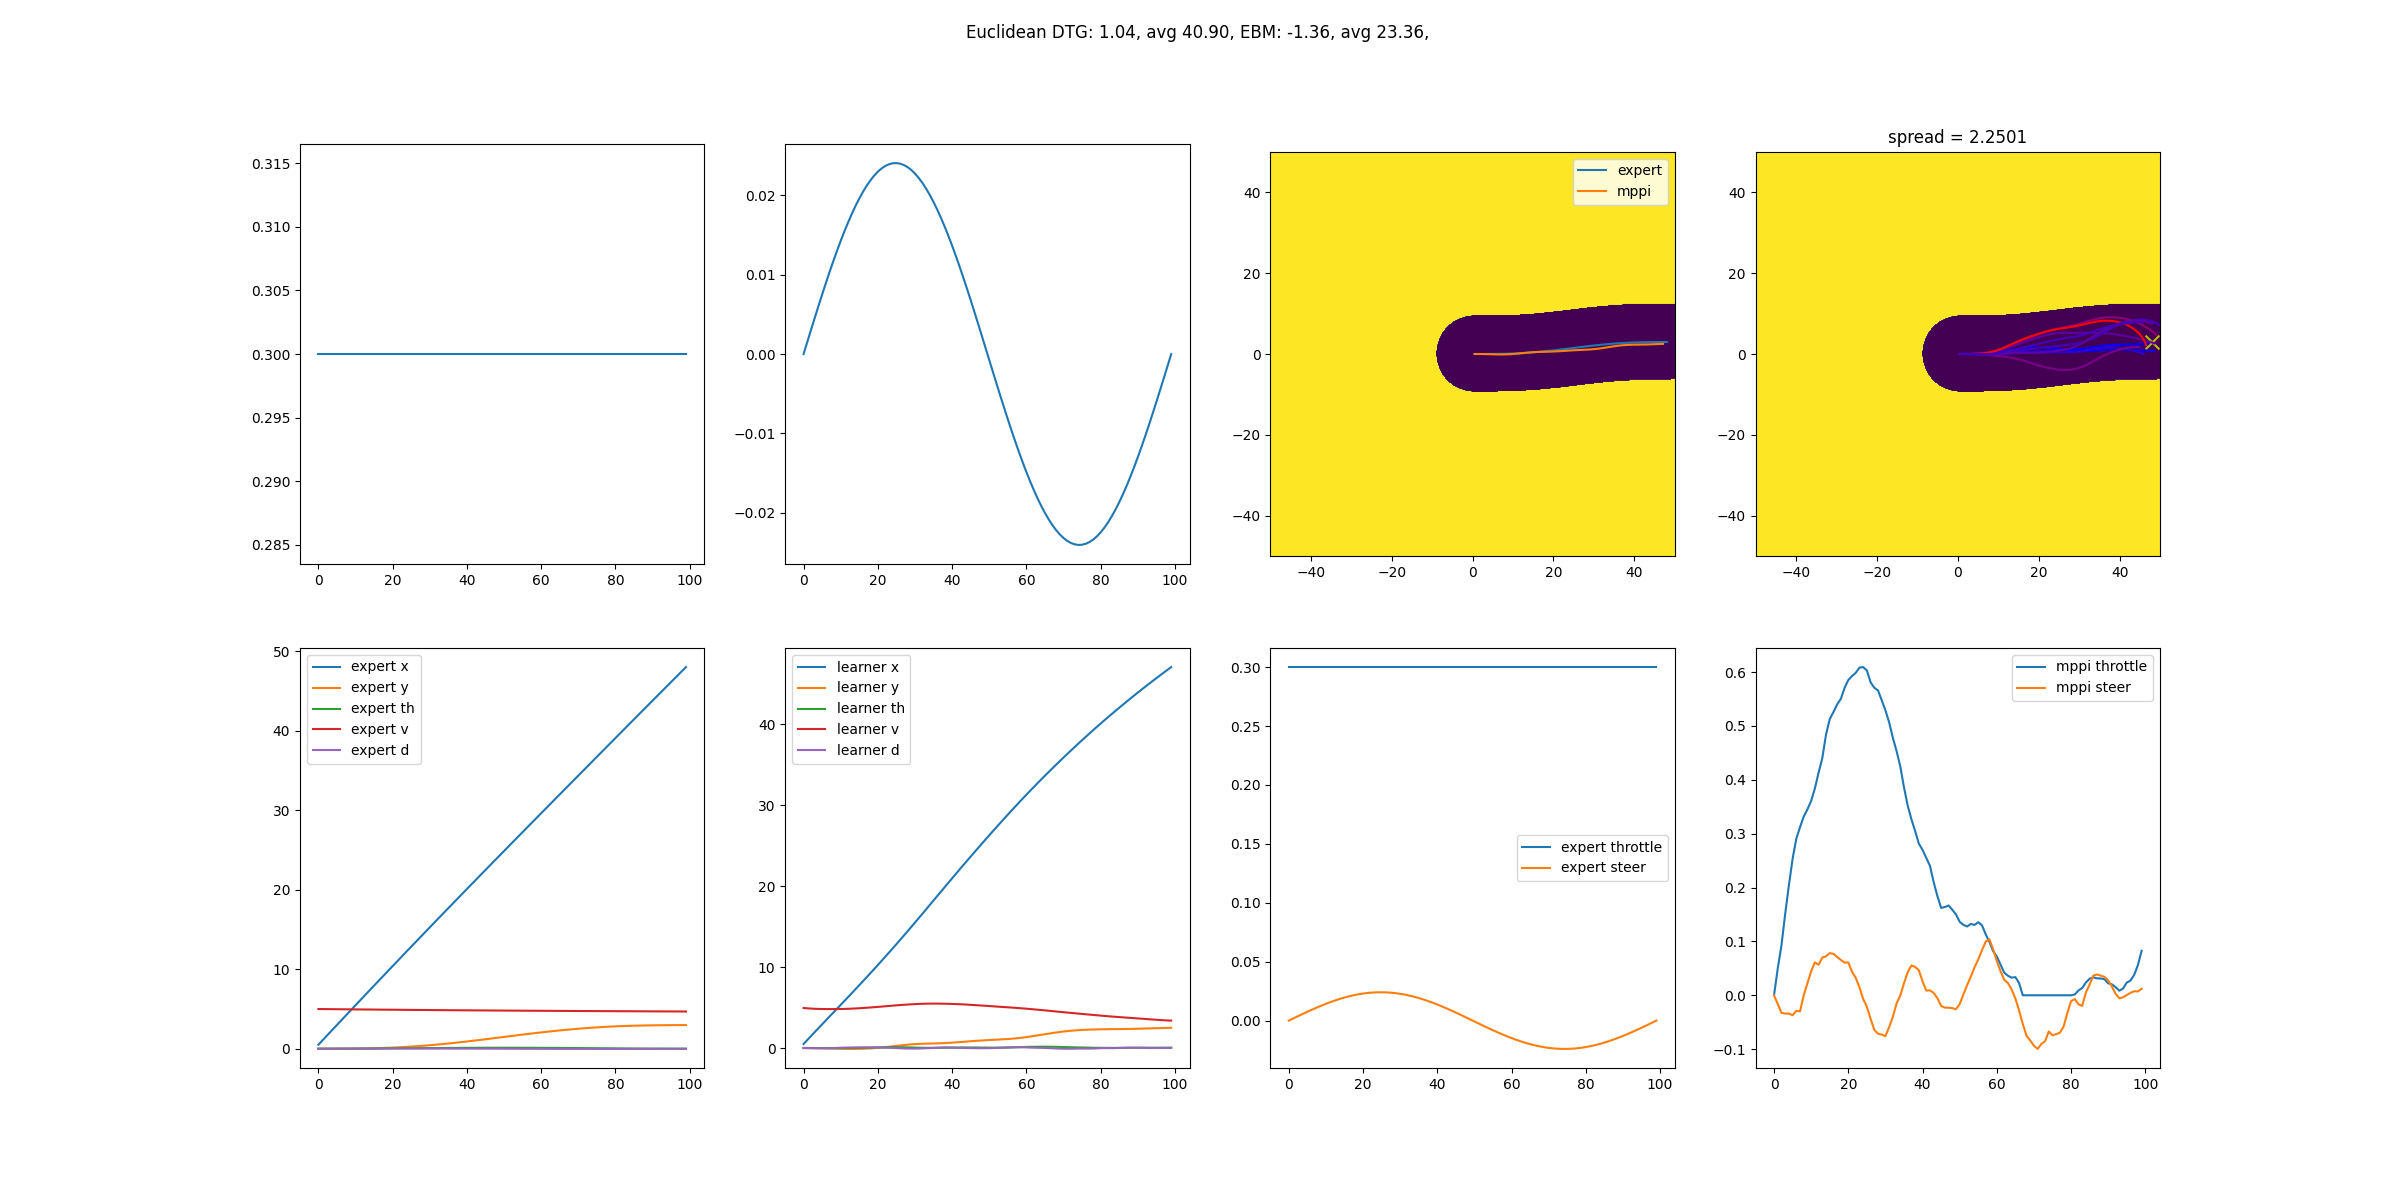 Euclidean DTG: 1.04, avg 40.90, EBM: -1.36, avg 23.36,
0.315
0.310
0.305
0.300
0.295
0.290
0.285
0 20 40 60 80 100
0.02
0.01
0.00
−0.01
−0.02
0 20 40 60 80 100
expert
mppi
40
20
0
−20
−40
−40 −20 0 20 40
spread = 2.2501
40
20
0
−20
−40
−40 −20 0 20 40
expert x
expert y
expert th
expert v
expert d
50
40
30
20
10
0
0 20 40 60 80 100
learner x
learner y
learner th
learner v
learner d
40
30
20
10
0
0 20 40 60 80 100
0.30
0.25
0.20
0.15
0.10
0.05
0.00
expert throttle
expert steer
0 20 40 60 80 100
mppi throttle
mppi steer
0.6
0.5
0.4
0.3
0.2
0.1
0.0
−0.1
0 20 40 60 80 100